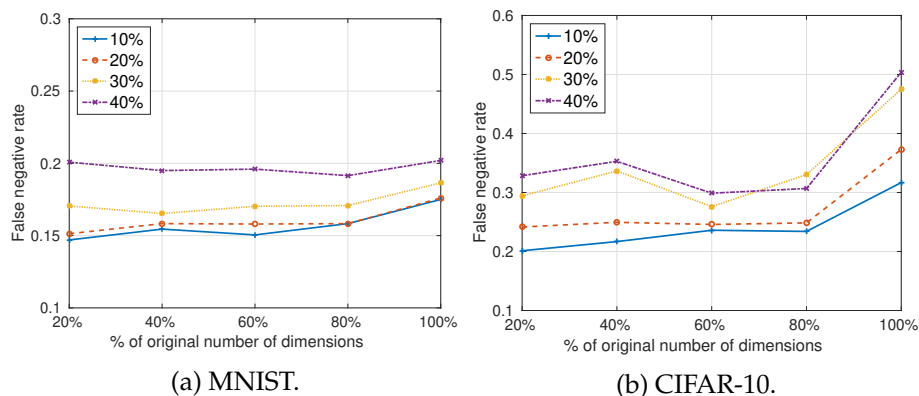 0.3
0.25
0.2
0.15
0.1
False negative rate
10%
20%
30%
40%
20% 40% 60% 80% 100%
% of original number of dimensions
(a) MNIST.
0.6
0.5
0.4
0.3
0.2
0.1
False negative rate
10%
20%
30%
40%
20% 40% 60% 80% 100%
% of original number of dimensions
(b) CIFAR-10.